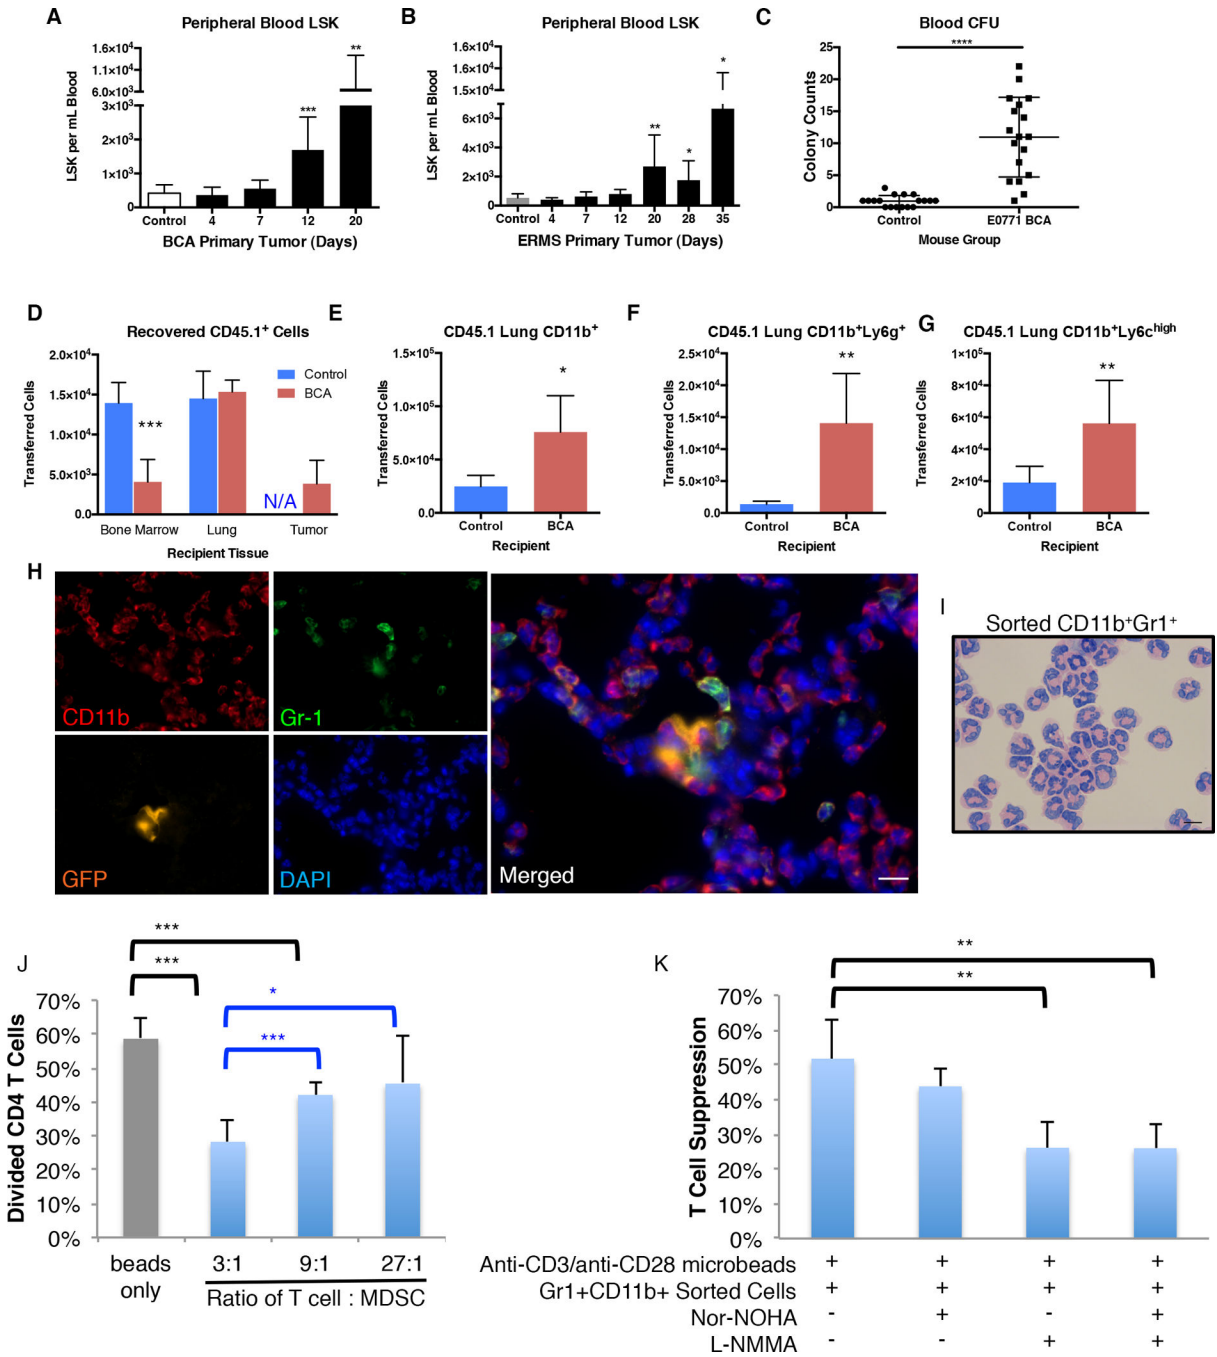 A
Peripheral Blood LSK
LSK per mL Blood
1.6×10⁴
1.1×10⁴
6.0×10³
3×10³
2×10³
1×10³
0
***
**
Control 4 7 12 20
BCA Primary Tumor (Days)
B
Peripheral Blood LSK
LSK per mL Blood
1.6×10⁴
1.6×10⁴
1.5×10⁴
6×10³
4×10³
2×10³
0
**
*
*
Control 4 7 12 20 28 35
ERMS Primary Tumor (Days)
C
Blood CFU
Colony Counts
25
20
15
10
5
0
****
Control E0771 BCA
Mouse Group
D
Recovered CD45.1⁺ Cells
Transferred Cells
2.0×10⁴
1.5×10⁴
1.0×10⁴
5.0×10³
0.0
Control
BCA
***
N/A
Bone Marrow Lung Tumor
Recipient Tissue
E
CD45.1 Lung CD11b⁺
Transferred Cells
1.5×10⁵
1.0×10⁵
5.0×10⁴
0.0
*
Control BCA
Recipient
F
CD45.1 Lung CD11b⁺Ly6g⁺
Transferred Cells
2.5×10⁴
2.0×10⁴
1.5×10⁴
1.0×10⁴
5.0×10³
0.0
**
Control BCA
Recipient
G
CD45.1 Lung CD11b⁺Ly6c^high
Transferred Cells
1×10⁵
8×10⁴
6×10⁴
4×10⁴
2×10⁴
0
**
Control BCA
Recipient
H
CD11b
Gr-1
GFP
DAPI
Merged
I
Sorted CD11b⁺Gr1⁺
J
Divided CD4 T Cells
70%
60%
50%
40%
30%
20%
10%
0%
***
***
*
***
beads only
3:1 9:1 27:1
Ratio of T cell : MDSC
K
T Cell Suppression
70%
60%
50%
40%
30%
20%
10%
0%
**
**
Anti-CD3/anti-CD28 microbeads + + + +
Gr1+CD11b+ Sorted Cells + + + +
Nor-NOHA - + - +
L-NMMA - - + +